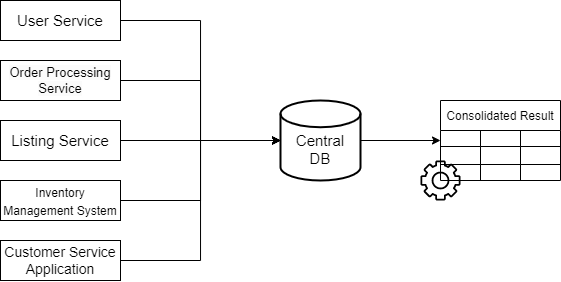 User Service
Order Processing
Service
Listing Service
Inventory
Management System
Customer Service
Application
Central
DB
Consolidated Result